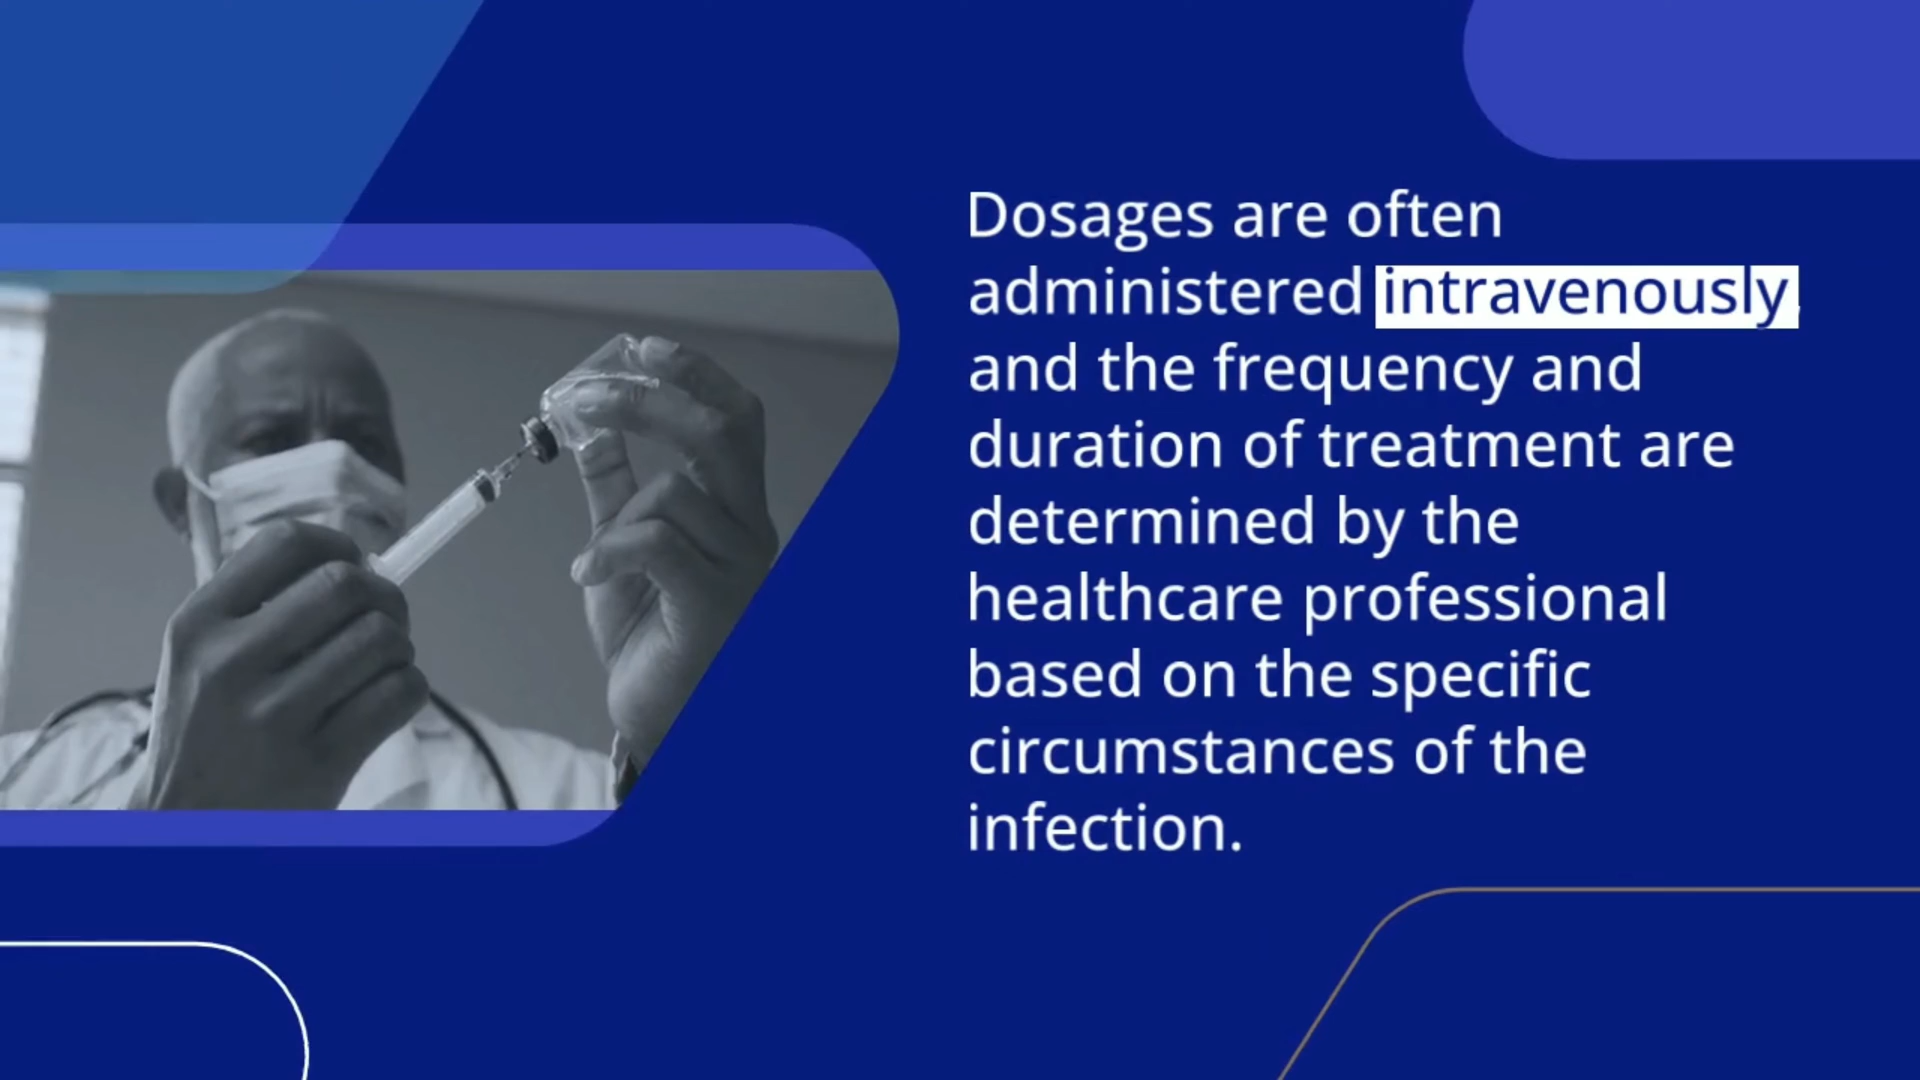 Dosages are often
administered intravenously,
and the frequency and
duration of treatment are
determined by the
healthcare professional
based on the specific
circumstances of the
infection.